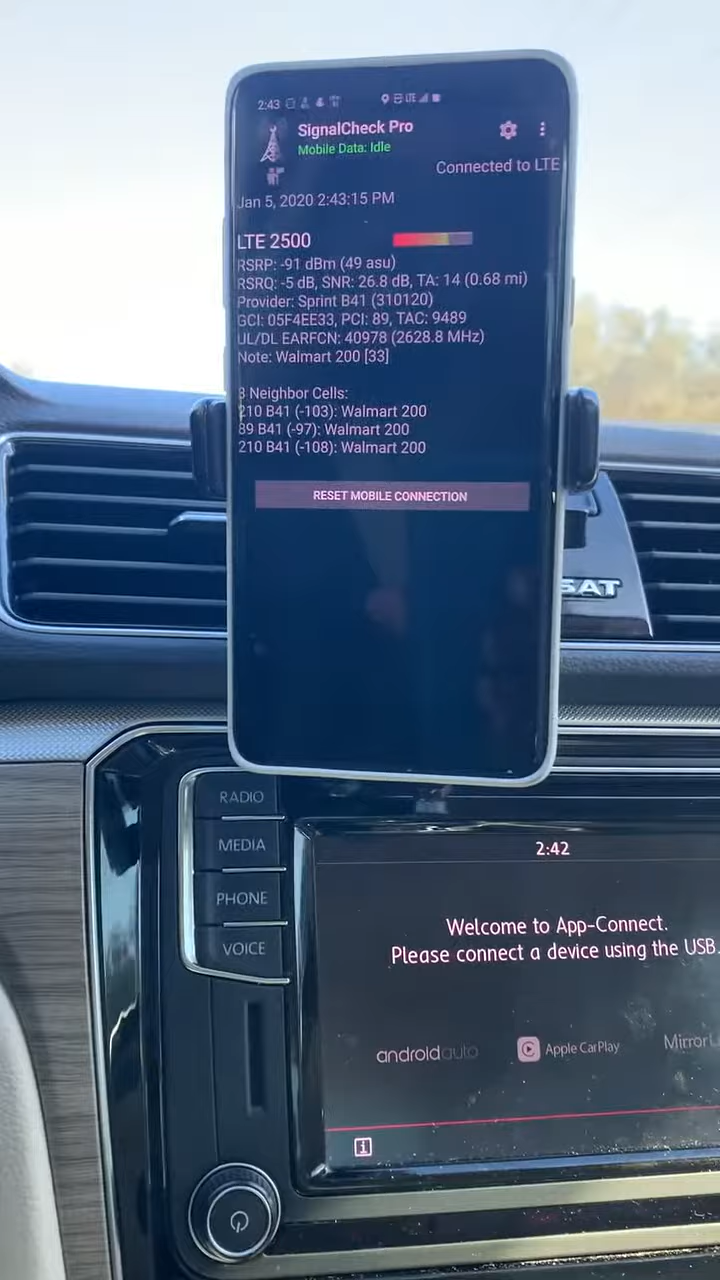 2:43
LTE
SignalCheck Pro
Mobile Data: Idle
Connected to LTE
Jan 5, 2020 2:43:15 PM
LTE 2500
RSRP: -91 dBm (49 asu)
RSRQ: -5 dB, SNR: 26.8 dB, TA: 14 (0.68 mi)
Provider: Sprint B41 (310120)
GCI: 05F4EE33, PCI: 89, TAC: 9489
UL/DL EARFCN: 40978 (2628.8 MHz)
Note: Walmart 200 [33]
3 Neighbor Cells:
210 B41 (-103): Walmart 200
89 B41 (-97): Walmart 200
210 B41 (-108): Walmart 200
RESET MOBILE CONNECTION
SAT
RADIO
MEDIA
PHONE
VOICE
2:42
Welcome to App-Connect.
Please connect a device using the USB.
androidauto
Apple CarPlay
MirrorL